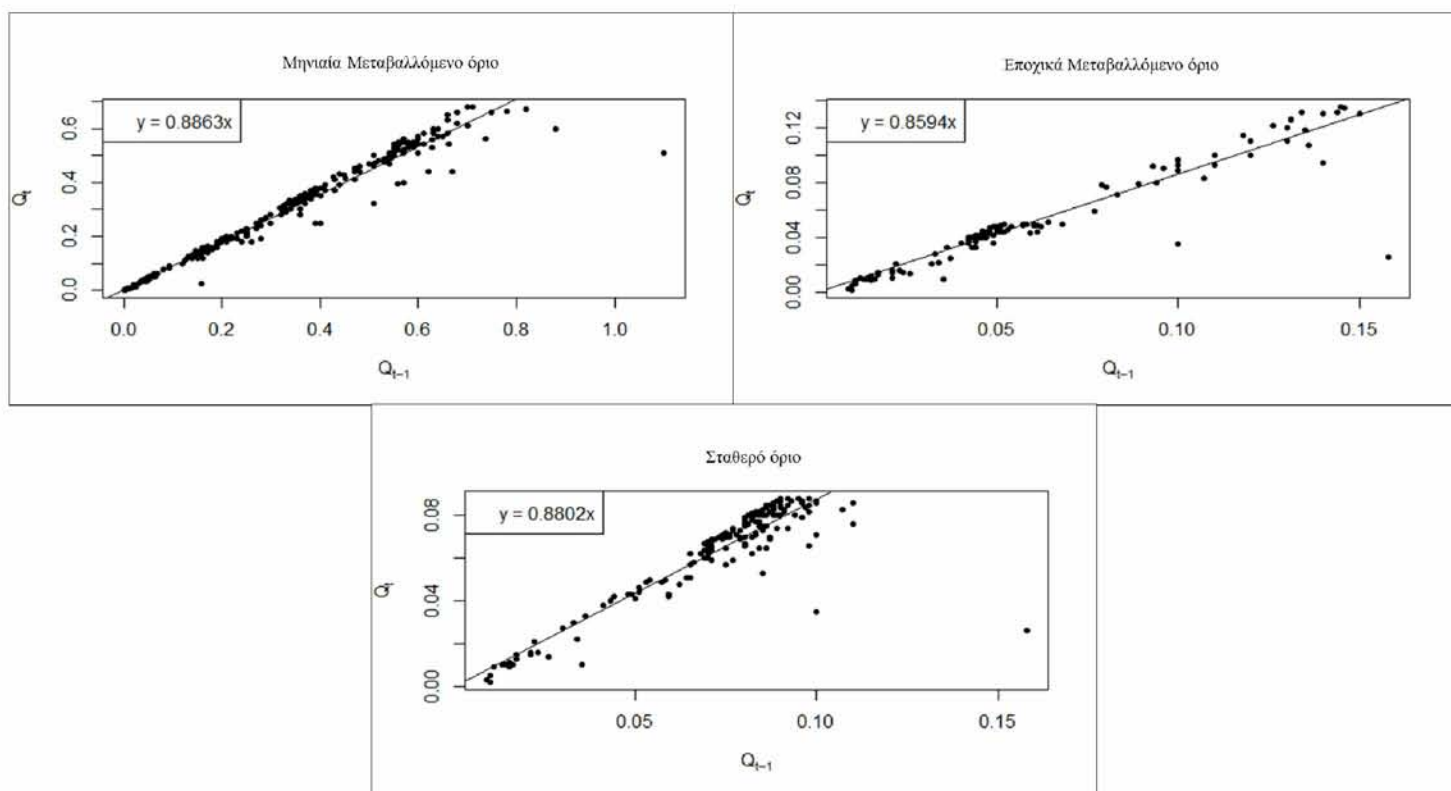 Μηνιαία Μεταβαλλόμενο όριο
y = 0.8863x
Qt
0.0 0.2 0.4 0.6
0.0 0.2 0.4 0.6 0.8 1.0
Qt−1
Εποχικά Μεταβαλλόμενο όριο
y = 0.8594x
Qt
0.00 0.04 0.08 0.12
0.05 0.10 0.15
Qt−1
Σταθερό όριο
y = 0.8802x
Qt
0.00 0.04 0.08
0.05 0.10 0.15
Qt−1